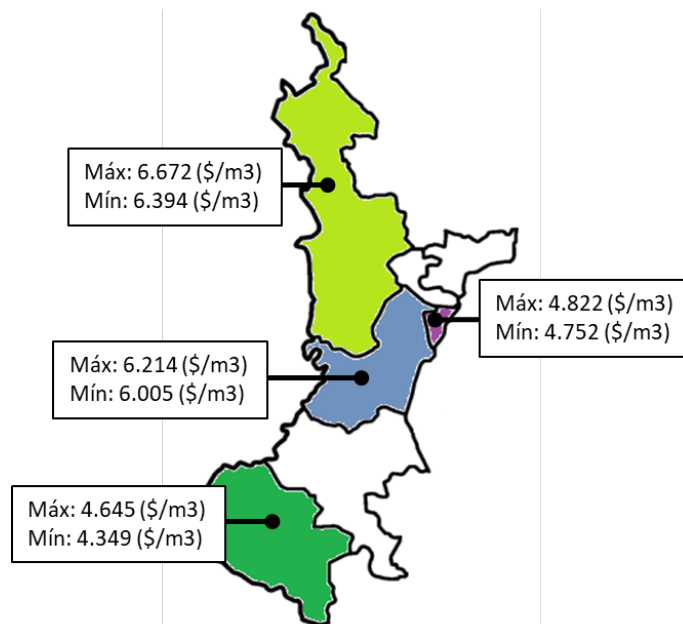 Máx: 6.672 ($/m3)
Mín: 6.394 ($/m3)
Máx: 4.822 ($/m3)
Mín: 4.752 ($/m3)
Máx: 6.214 ($/m3)
Mín: 6.005 ($/m3)
Máx: 4.645 ($/m3)
Mín: 4.349 ($/m3)